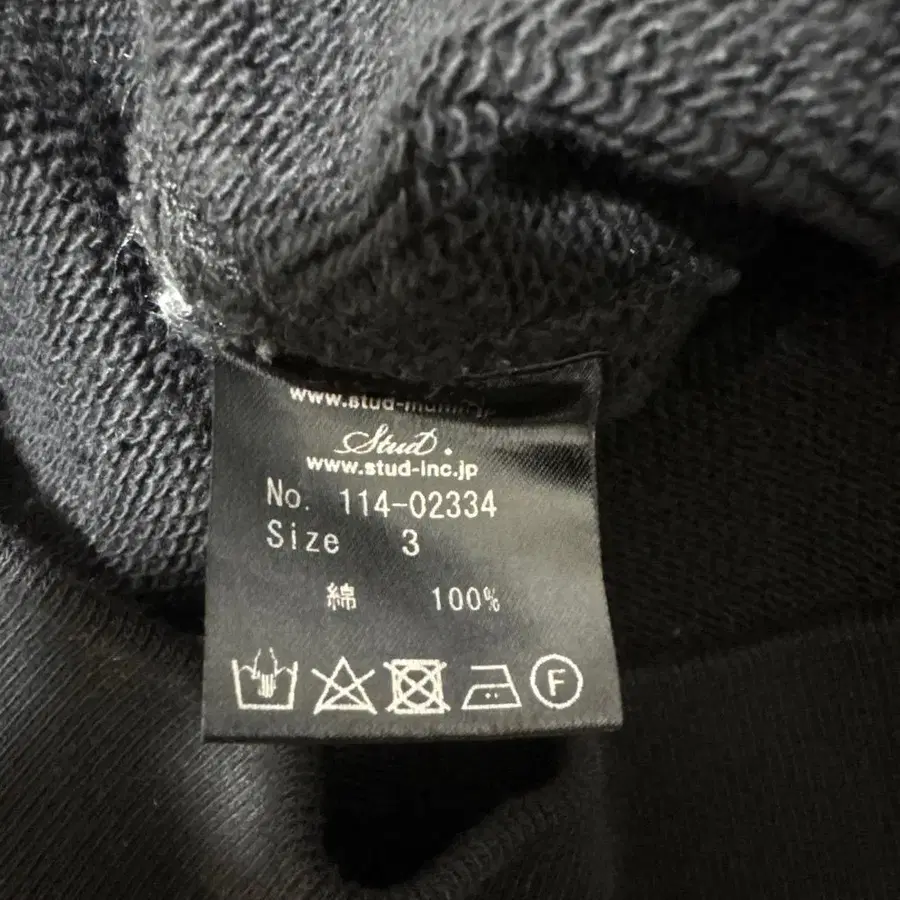 Stud.
www.stud-inc.jp
No. 114-02334
Size 3
綿 100%
F